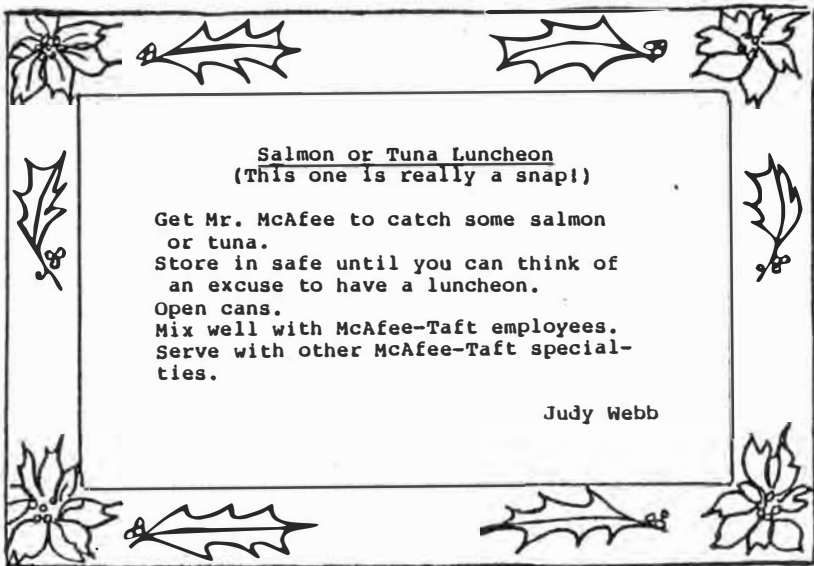 Salmon or Tuna Luncheon
(This one is really a snap!)
Get Mr. McAfee to catch some salmon
or tuna.
Store in safe until you can think of
an excuse to have a luncheon.
Open cans.
Mix well with McAfee-Taft employees.
Serve with other McAfee-Taft special-
ties.
Judy Webb